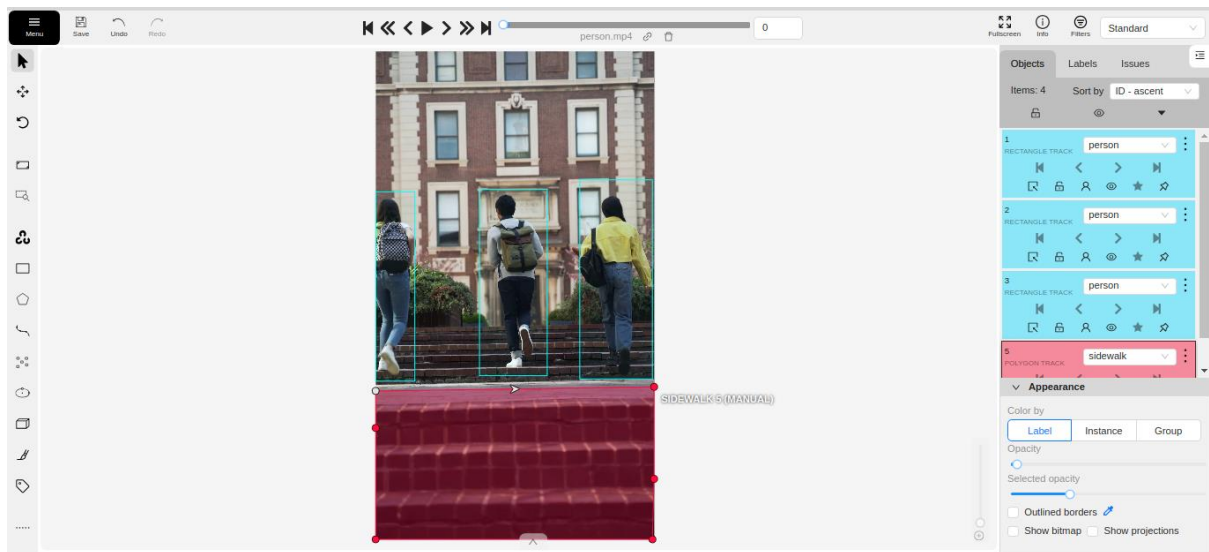 Menu
Save
Undo
Redo
person.mp4
0
Fullscreen
Info
Filters
Standard
Objects
Labels
Issues
Items: 4
Sort by
ID - ascent
1
RECTANGLE TRACK
person
2
RECTANGLE TRACK
person
3
RECTANGLE TRACK
person
5
POLYGON TRACK
sidewalk
SIDEWALK 5 (MANUAL)
Appearance
Color by
Label
Instance
Group
Opacity
Selected opacity
Outlined borders
Show bitmap
Show projections